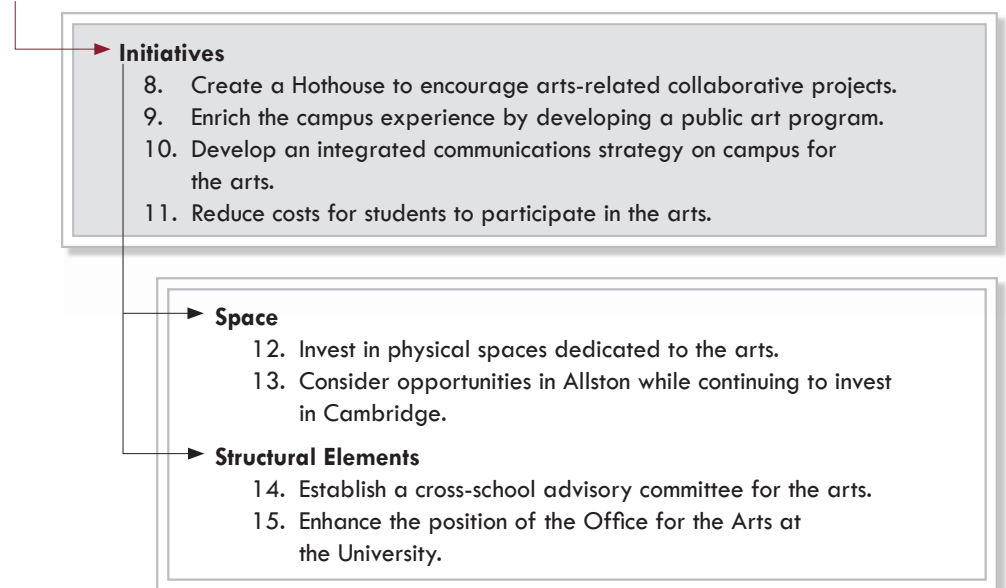 Initiatives
8. Create a Hothouse to encourage arts-related collaborative projects.
9. Enrich the campus experience by developing a public art program.
10. Develop an integrated communications strategy on campus for
the arts.
11. Reduce costs for students to participate in the arts.
Space
12. Invest in physical spaces dedicated to the arts.
13. Consider opportunities in Allston while continuing to invest
in Cambridge.
Structural Elements
14. Establish a cross-school advisory committee for the arts.
15. Enhance the position of the Office for the Arts at
the University.